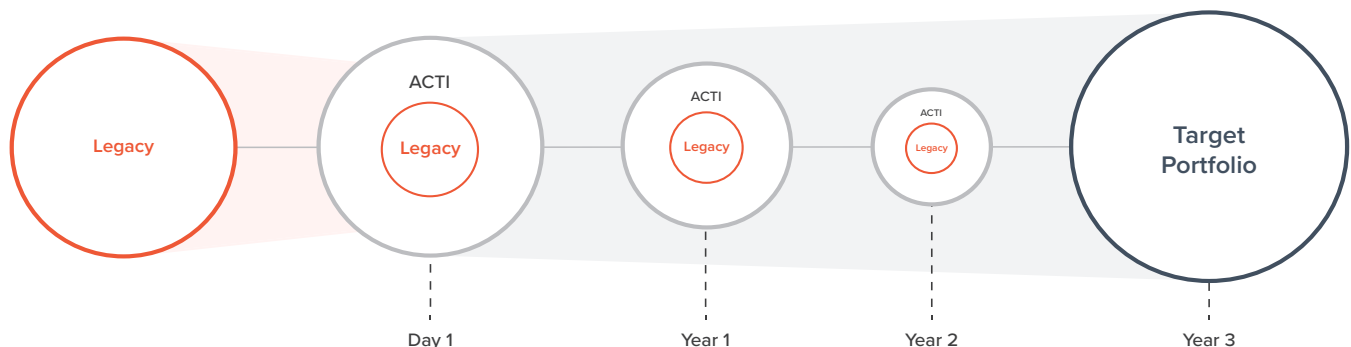 Legacy
ACTI
Legacy
ACTI
Legacy
ACTI
Legacy
Target
Portfolio
Day 1
Year 1
Year 2
Year 3